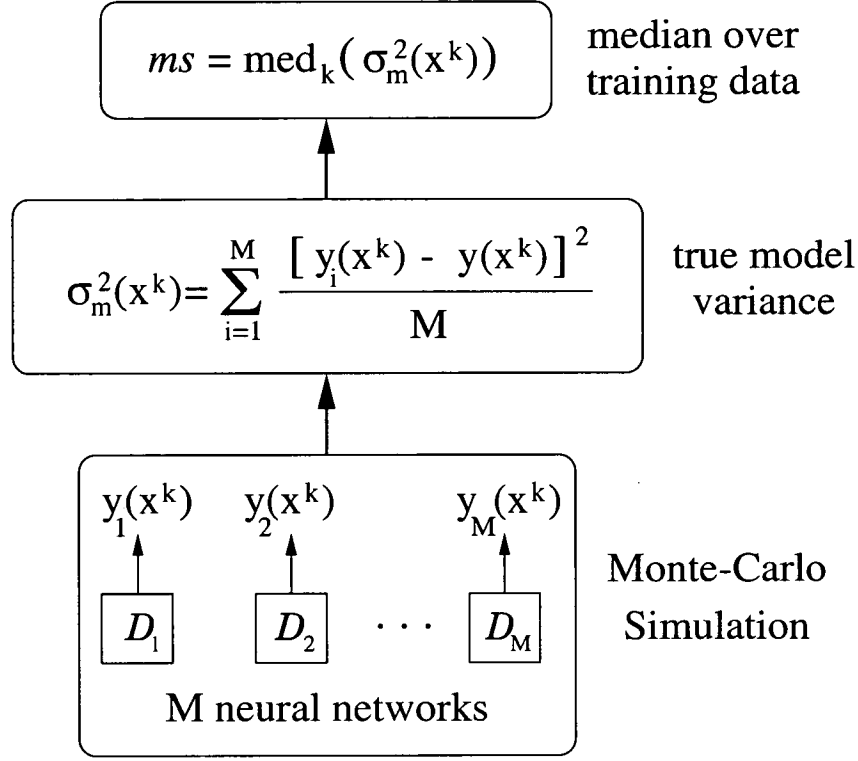 ms = med_k( σ_m^2(x^k))
median over
training data
σ_m^2(x^k)= ∑_{i=1}^{M} [ y_i(x^k) - y(x^k) ]^2 / M
true model
variance
y_1(x^k) y_2(x^k) y_M(x^k)
D_1 D_2 · · · D_M
M neural networks
Monte-Carlo
Simulation